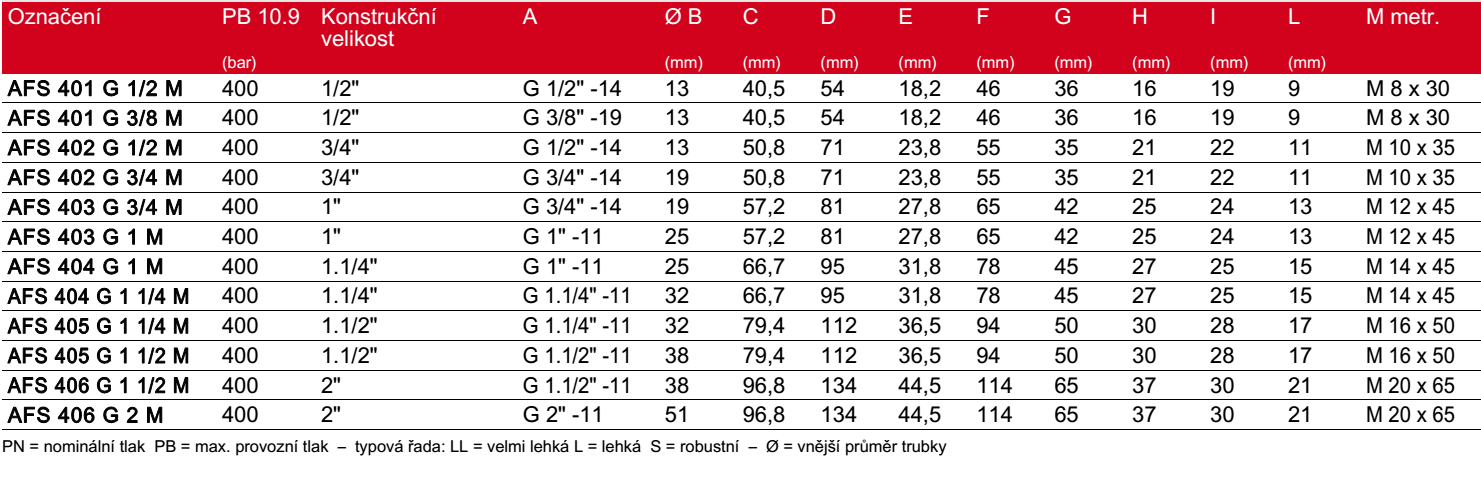 Označení PB 10.9 Konstrukční velikost A Ø B C D E F G H I L M metr.
(bar) (mm) (mm) (mm) (mm) (mm) (mm) (mm) (mm) (mm)
AFS 401 G 1/2 M 400 1/2" G 1/2" -14 13 40,5 54 18,2 46 36 16 19 9 M 8 x 30
AFS 401 G 3/8 M 400 1/2" G 3/8" -19 13 40,5 54 18,2 46 36 16 19 9 M 8 x 30
AFS 402 G 1/2 M 400 3/4" G 1/2" -14 13 50,8 71 23,8 55 35 21 22 11 M 10 x 35
AFS 402 G 3/4 M 400 3/4" G 3/4" -14 19 50,8 71 23,8 55 35 21 22 11 M 10 x 35
AFS 403 G 3/4 M 400 1" G 3/4" -14 19 57,2 81 27,8 65 42 25 24 13 M 12 x 45
AFS 403 G 1 M 400 1" G 1" -11 25 57,2 81 27,8 65 42 25 24 13 M 12 x 45
AFS 404 G 1 M 400 1.1/4" G 1" -11 25 66,7 95 31,8 78 45 27 25 15 M 14 x 45
AFS 404 G 1 1/4 M 400 1.1/4" G 1.1/4" -11 32 66,7 95 31,8 78 45 27 25 15 M 14 x 45
AFS 405 G 1 1/4 M 400 1.1/2" G 1.1/4" -11 32 79,4 112 36,5 94 50 30 28 17 M 16 x 50
AFS 405 G 1 1/2 M 400 1.1/2" G 1.1/2" -11 38 79,4 112 36,5 94 50 30 28 17 M 16 x 50
AFS 406 G 1 1/2 M 400 2" G 1.1/2" -11 38 96,8 134 44,5 114 65 37 30 21 M 20 x 65
AFS 406 G 2 M 400 2" G 2" -11 51 96,8 134 44,5 114 65 37 30 21 M 20 x 65
PN = nominální tlak PB = max. provozní tlak – typová řada: LL = velmi lehká L = lehká S = robustní – Ø = vnější průměr trubky